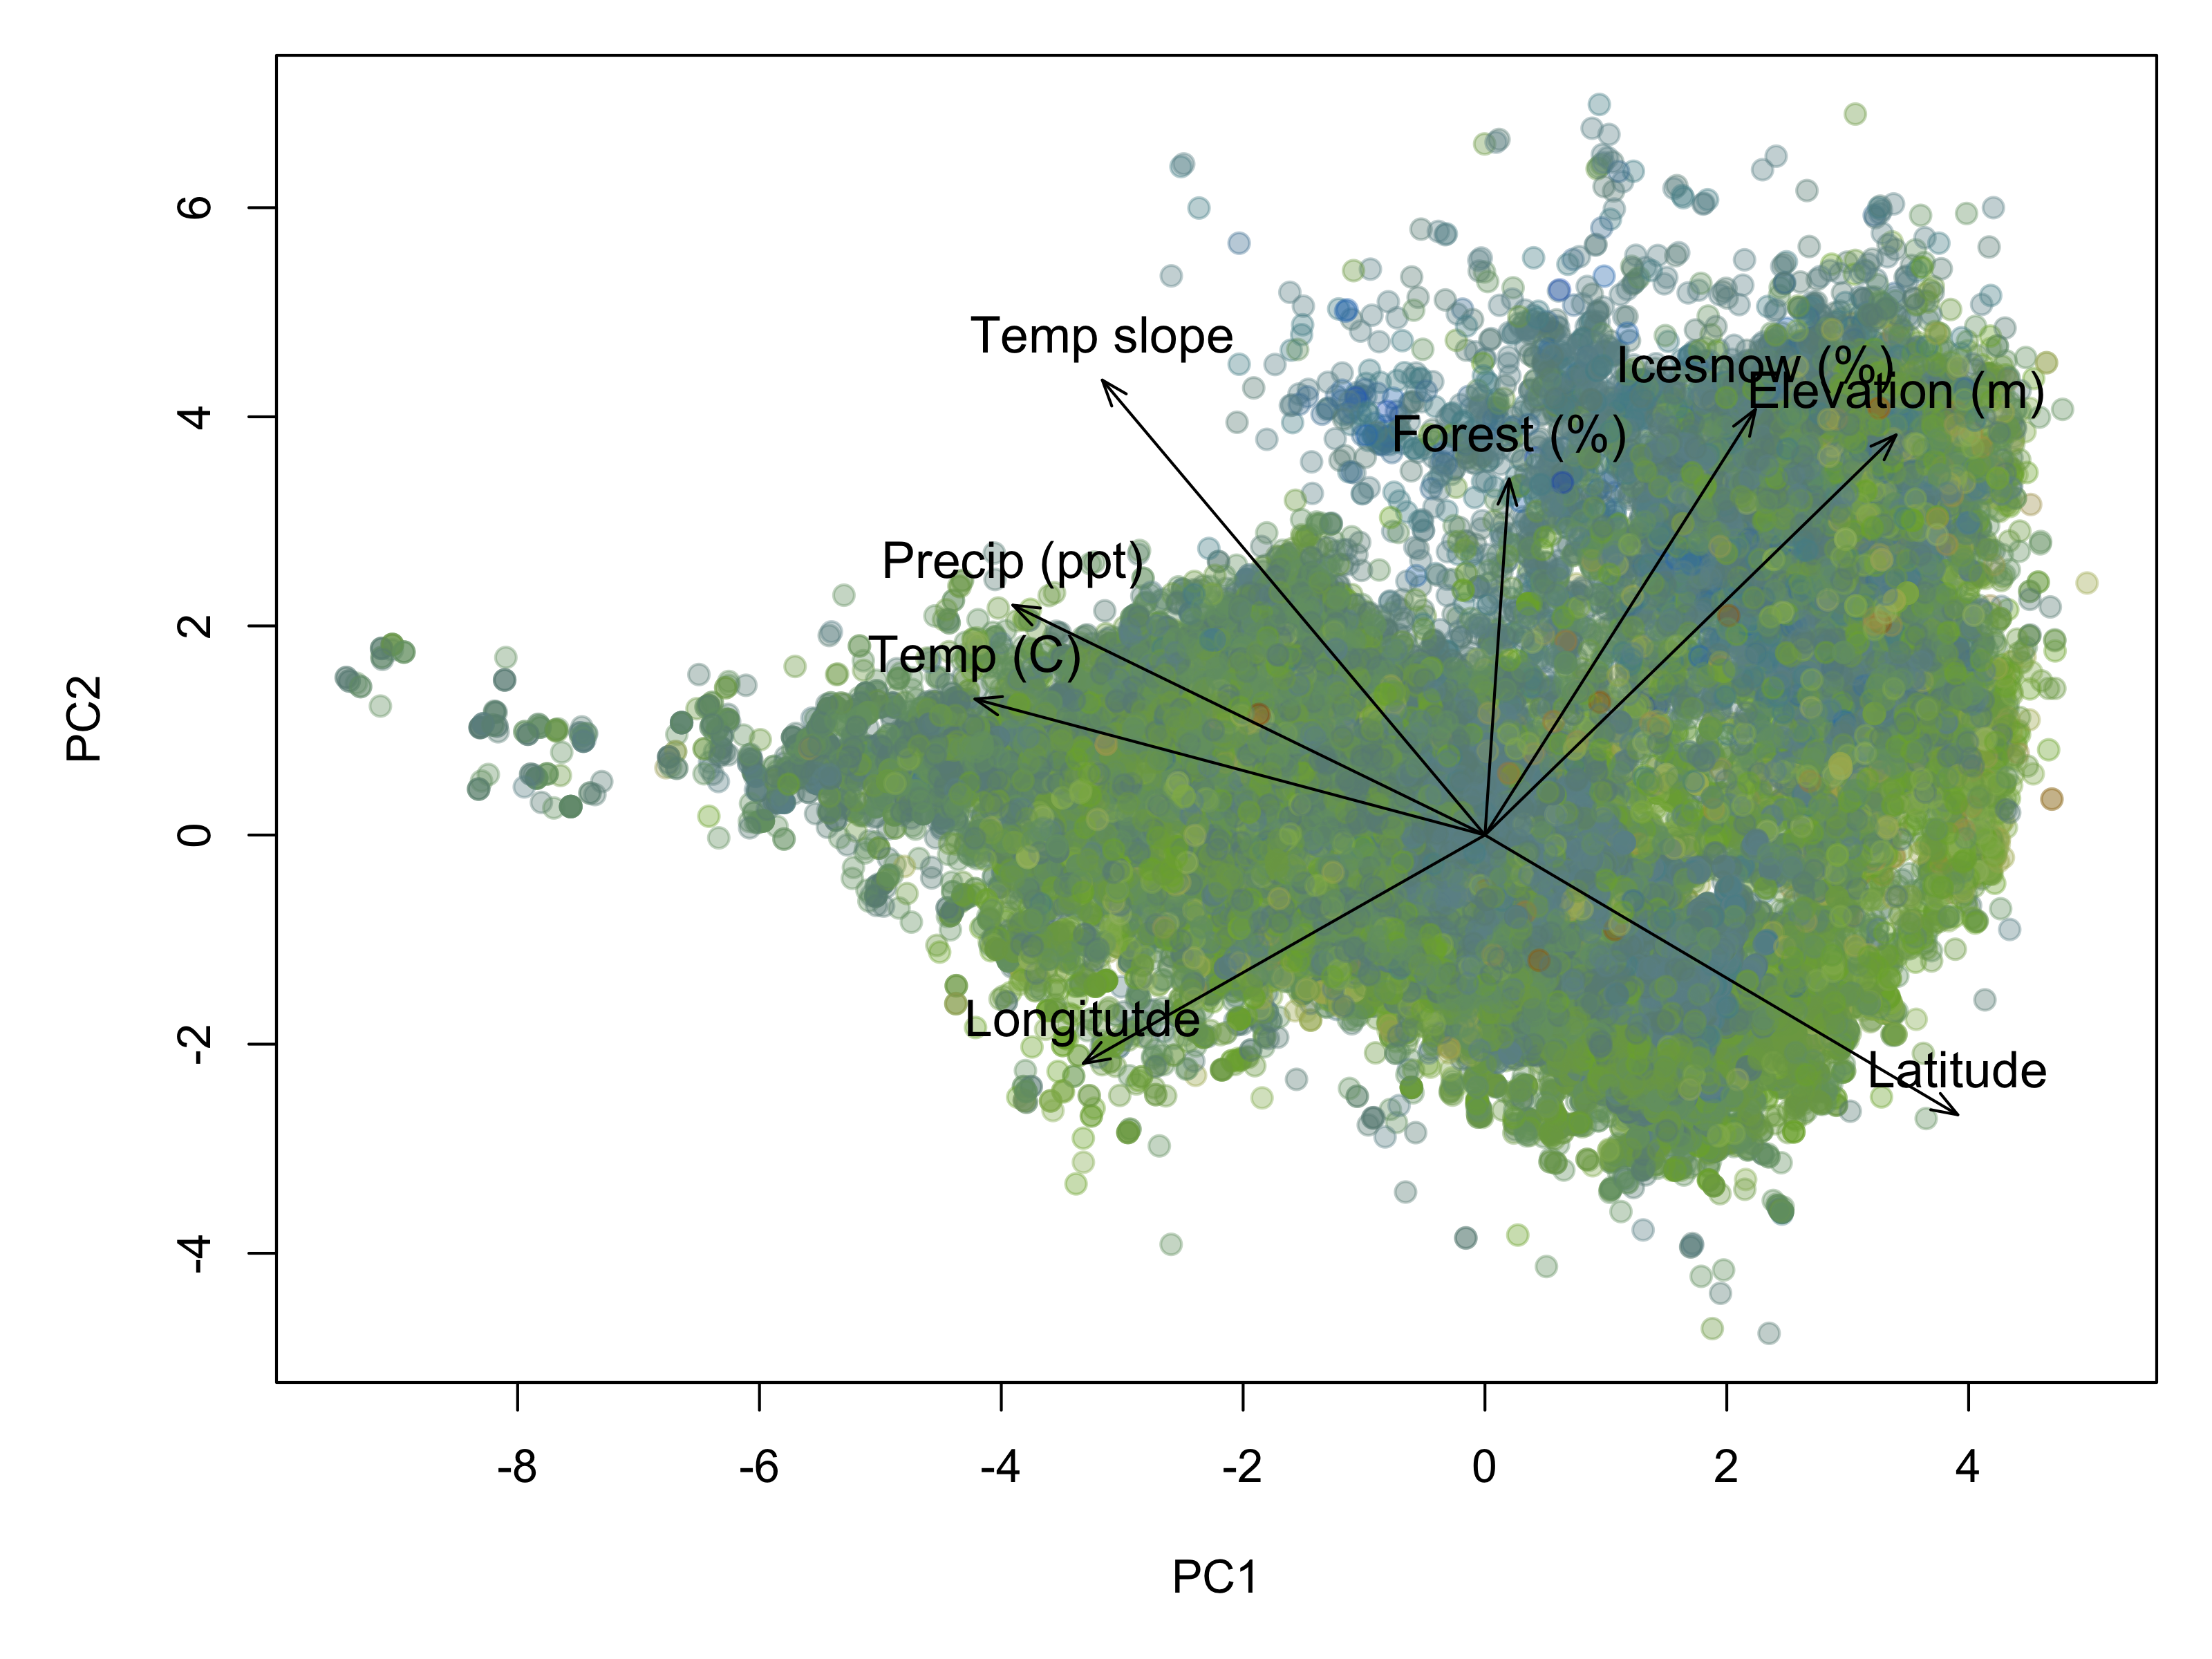 Temp slope
Icesnow (%)
Elevation (m)
Forest (%)
Precip (ppt)
Temp (C)
Longitutde
Latitude
PC2
6
4
2
0
-2
-4
-8
-6
-4
-2
0
2
4
PC1